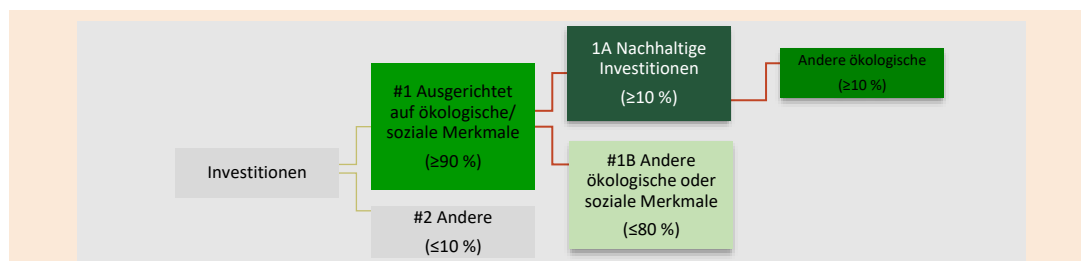 Investitionen
#1 Ausgerichtet
auf ökologische/
soziale Merkmale
(≥90 %)
#2 Andere
(≤10 %)
1A Nachhaltige
Investitionen
(≥10 %)
#1B Andere
ökologische oder
soziale Merkmale
(≤80 %)
Andere ökologische
(≥10 %)